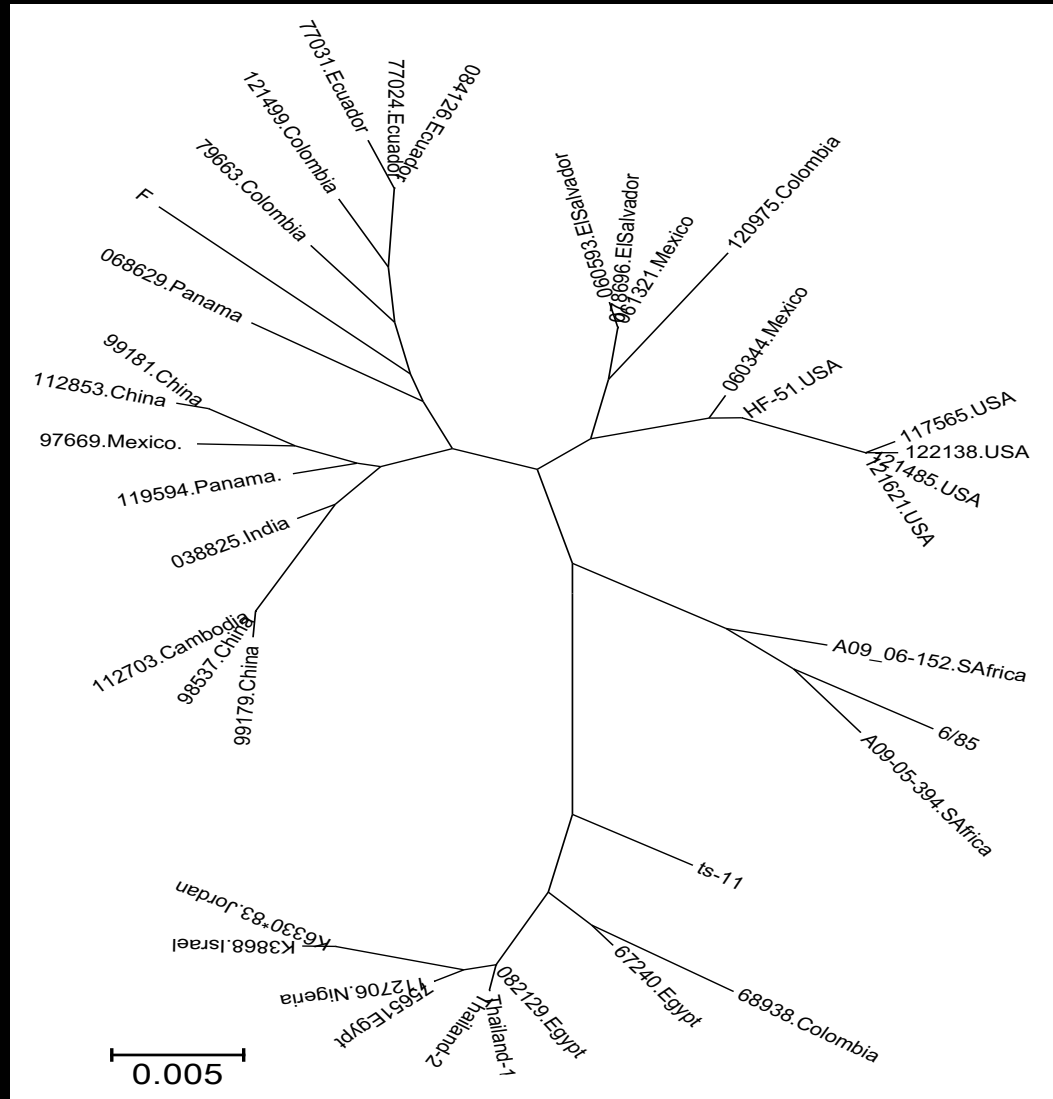 77031.Ecuador
77024.Ecuador
084126.Ecuador
121499.Colombia
79663.Colombia
F
068629.Panama
99181.China
112853.China
97669.Mexico.
119594.Panama.
038825.India
112703.Cambodia
98537.China
99179.China
060593.ElSalvador
078696.ElSalvador
061321.Mexico
120975.Colombia
060344.Mexico
HF-51.USA
117565.USA
122138.USA
121485.USA
121621.USA
A09_06-152.SAfrica
6/85
A09-05-394.SAfrica
ts-11
68938.Colombia
67240.Egypt
082129.Egypt
Thailand-1
Thailand-2
75651Egypt
112706.Nigeria
K3868.Israel
K6330*83.Jordan
0.005